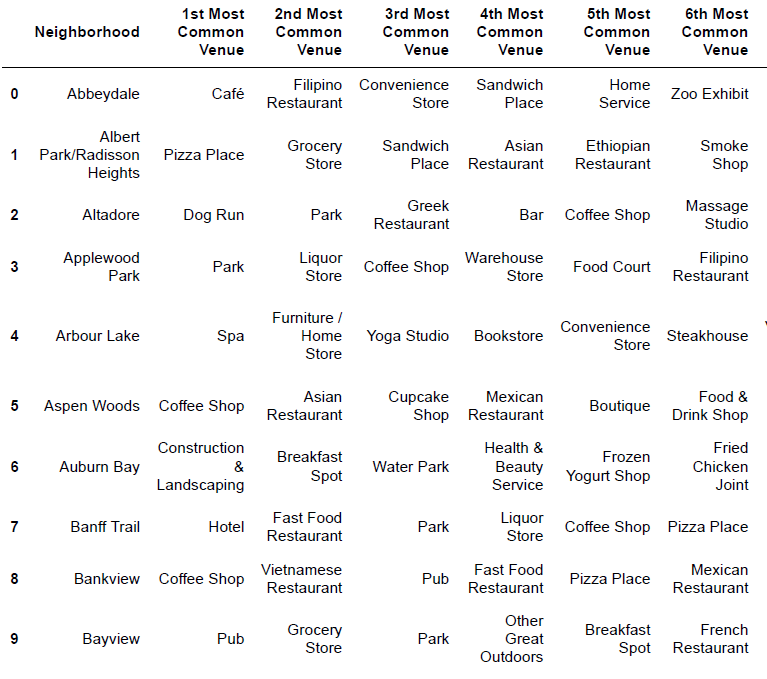 Neighborhood 1st Most Common Venue 2nd Most Common Venue 3rd Most Common Venue 4th Most Common Venue 5th Most Common Venue 6th Most Common Venue
0 Abbeydale Café Filipino Restaurant Convenience Store Sandwich Place Home Service Zoo Exhibit
1 Albert Park/Radisson Heights Pizza Place Grocery Store Sandwich Place Asian Restaurant Ethiopian Restaurant Smoke Shop
2 Altadore Dog Run Park Greek Restaurant Bar Coffee Shop Massage Studio
3 Applewood Park Park Liquor Store Coffee Shop Warehouse Store Food Court Filipino Restaurant
4 Arbour Lake Spa Furniture / Home Store Yoga Studio Bookstore Convenience Store Steakhouse
5 Aspen Woods Coffee Shop Asian Restaurant Cupcake Shop Mexican Restaurant Boutique Food & Drink Shop
6 Auburn Bay Construction & Landscaping Breakfast Spot Water Park Health & Beauty Service Frozen Yogurt Shop Fried Chicken Joint
7 Banff Trail Hotel Fast Food Restaurant Park Liquor Store Coffee Shop Pizza Place
8 Bankview Coffee Shop Vietnamese Restaurant Pub Fast Food Restaurant Pizza Place Mexican Restaurant
9 Bayview Pub Grocery Store Park Other Great Outdoors Breakfast Spot French Restaurant